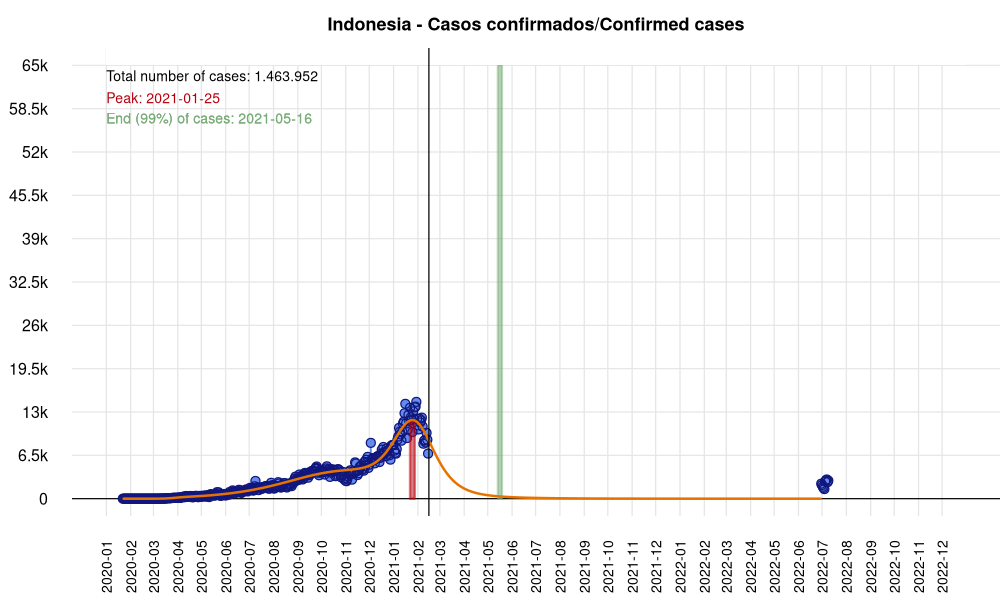 Indonesia - Casos confirmados/Confirmed cases
Total number of cases: 1.463.952
Peak: 2021-01-25
End (99%) of cases: 2021-05-16
65k
58.5k
52k
45.5k
39k
32.5k
26k
19.5k
13k
6.5k
0
2020-01
2020-02
2020-03
2020-04
2020-05
2020-06
2020-07
2020-08
2020-09
2020-10
2020-11
2020-12
2021-01
2021-02
2021-03
2021-04
2021-05
2021-06
2021-07
2021-08
2021-09
2021-10
2021-11
2021-12
2022-01
2022-02
2022-03
2022-04
2022-05
2022-06
2022-07
2022-08
2022-09
2022-10
2022-11
2022-12